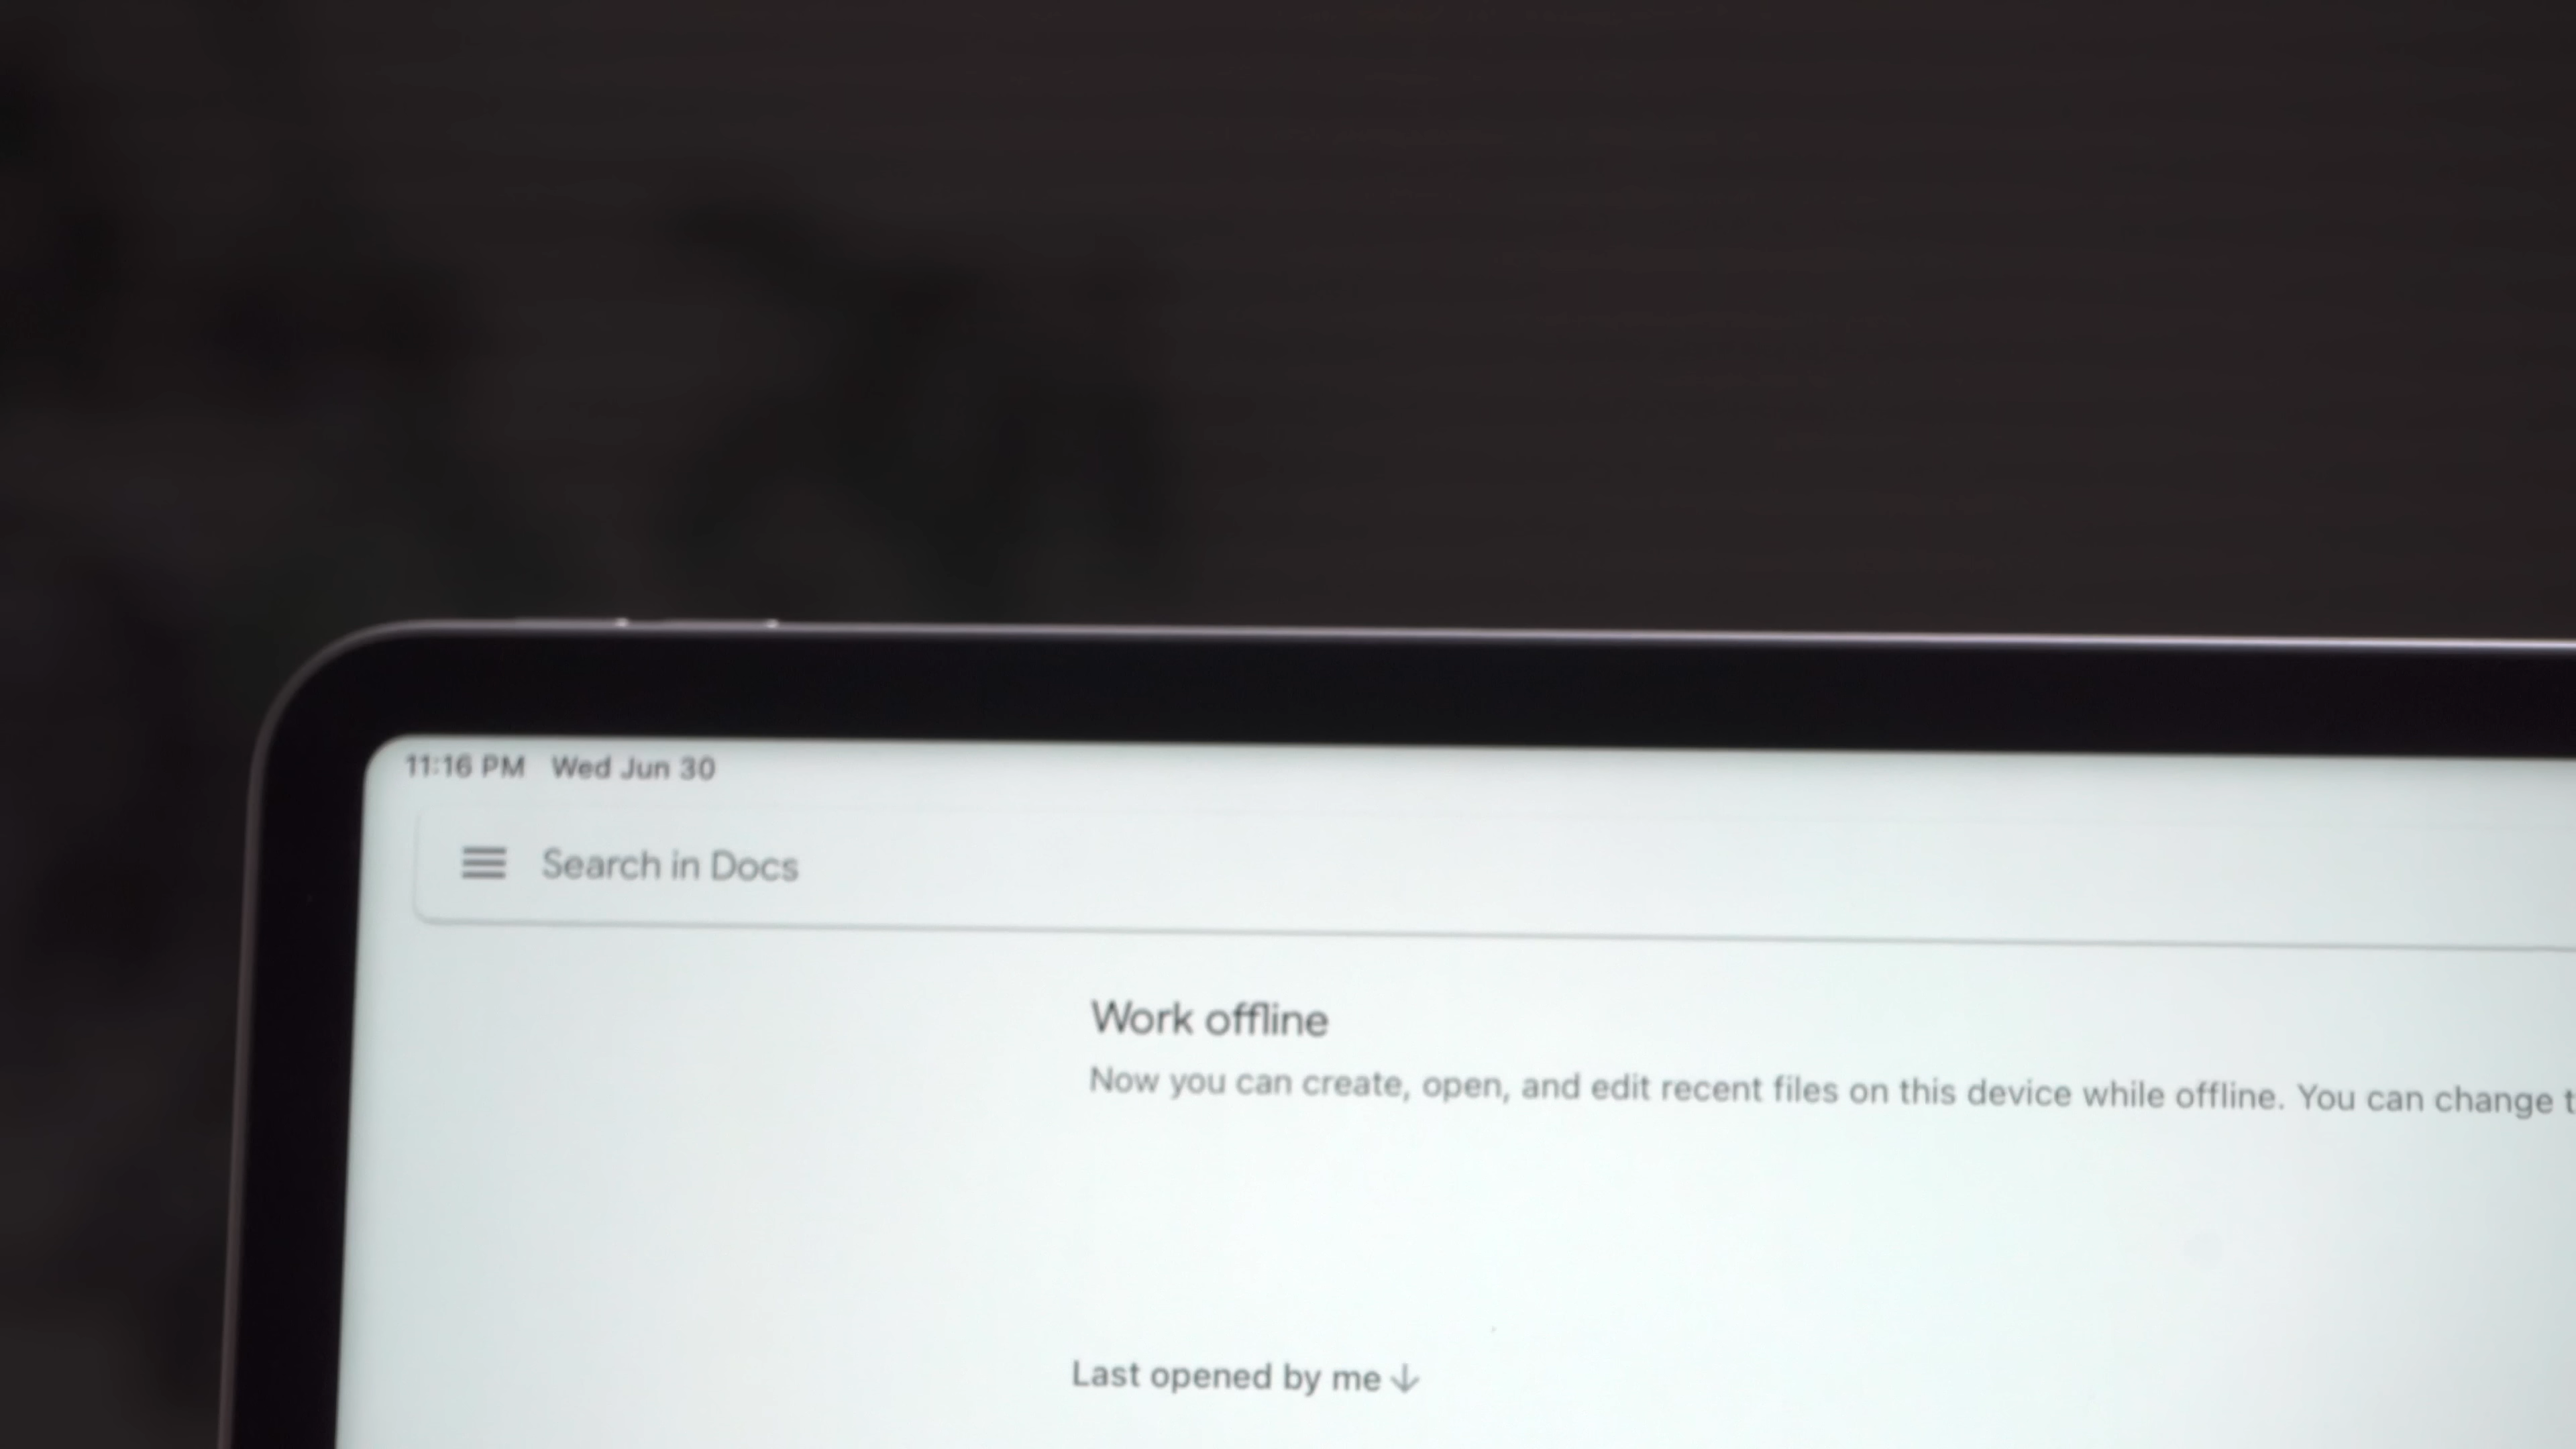 11:16 PM Wed Jun 30
Search in Docs
Work offline
Now you can create, open, and edit recent files on this device while offline. You can change t
Last opened by me